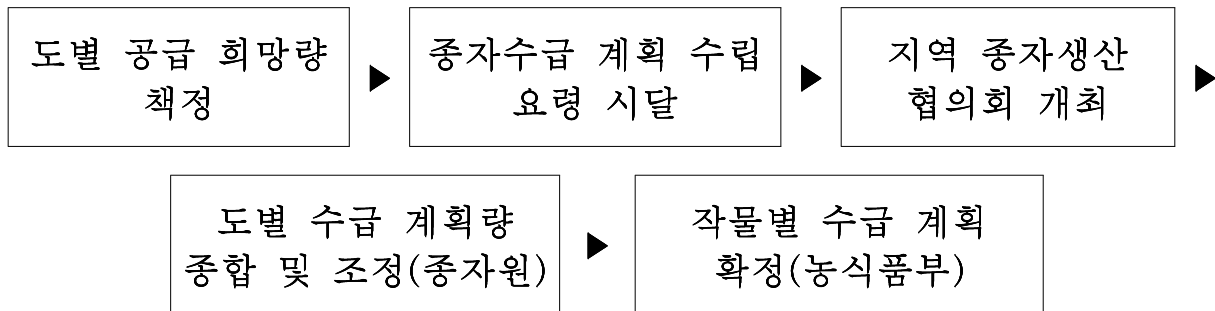 도별 공급 희망량
책정
▶
종자수급 계획 수립
요령 시달
▶
지역 종자생산
협의회 개최
▶
도별 수급 계획량
종합 및 조정(종자원)
▶
작물별 수급 계획
확정(농식품부)